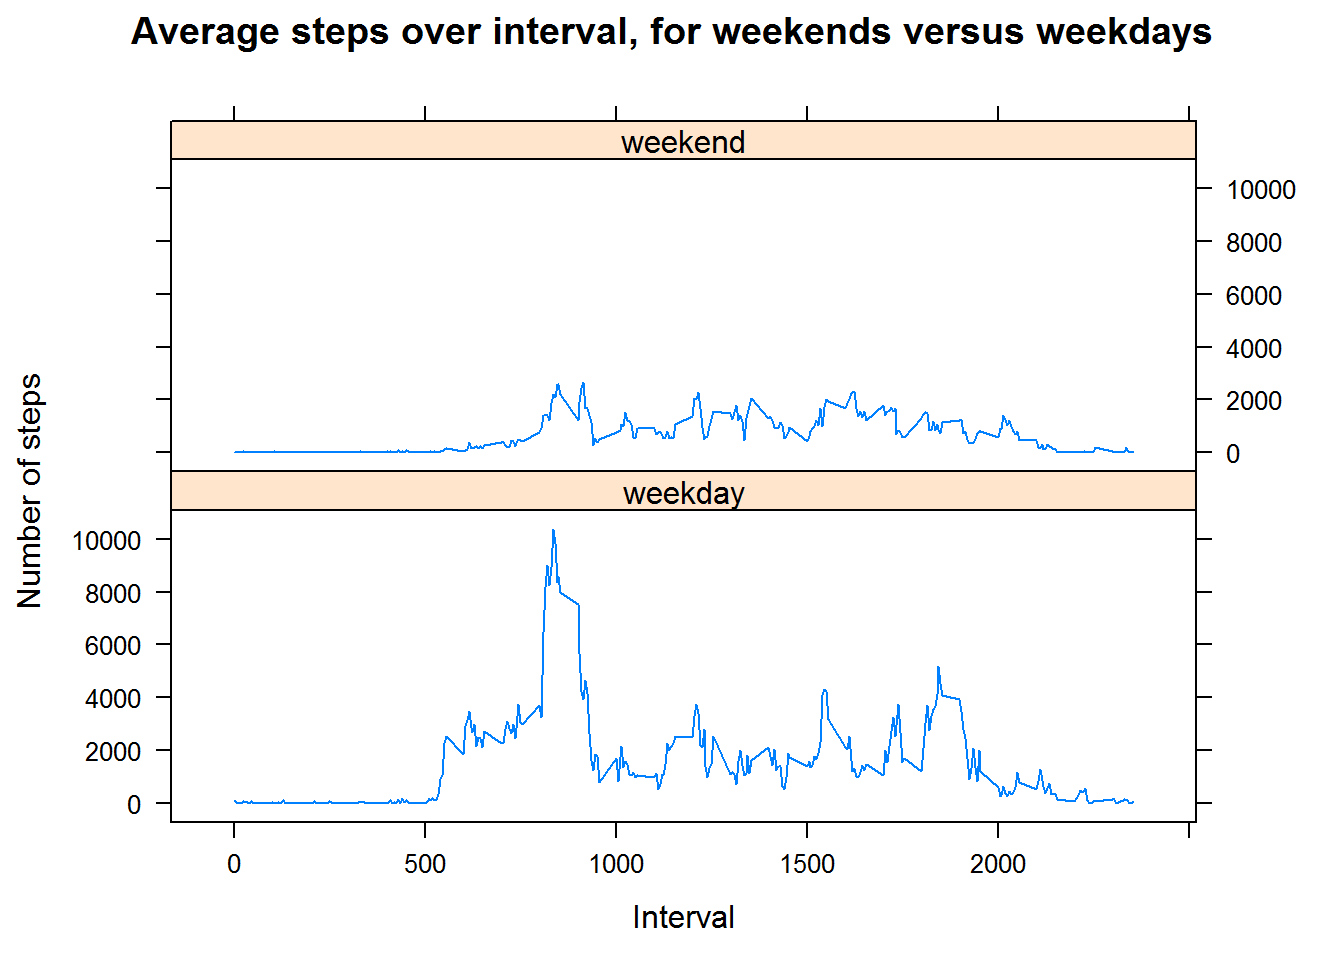 Average steps over interval, for weekends versus weekdays
weekend
10000
8000
6000
4000
2000
0
Number of steps
weekday
10000
8000
6000
4000
2000
0
0 500 1000 1500 2000
Interval